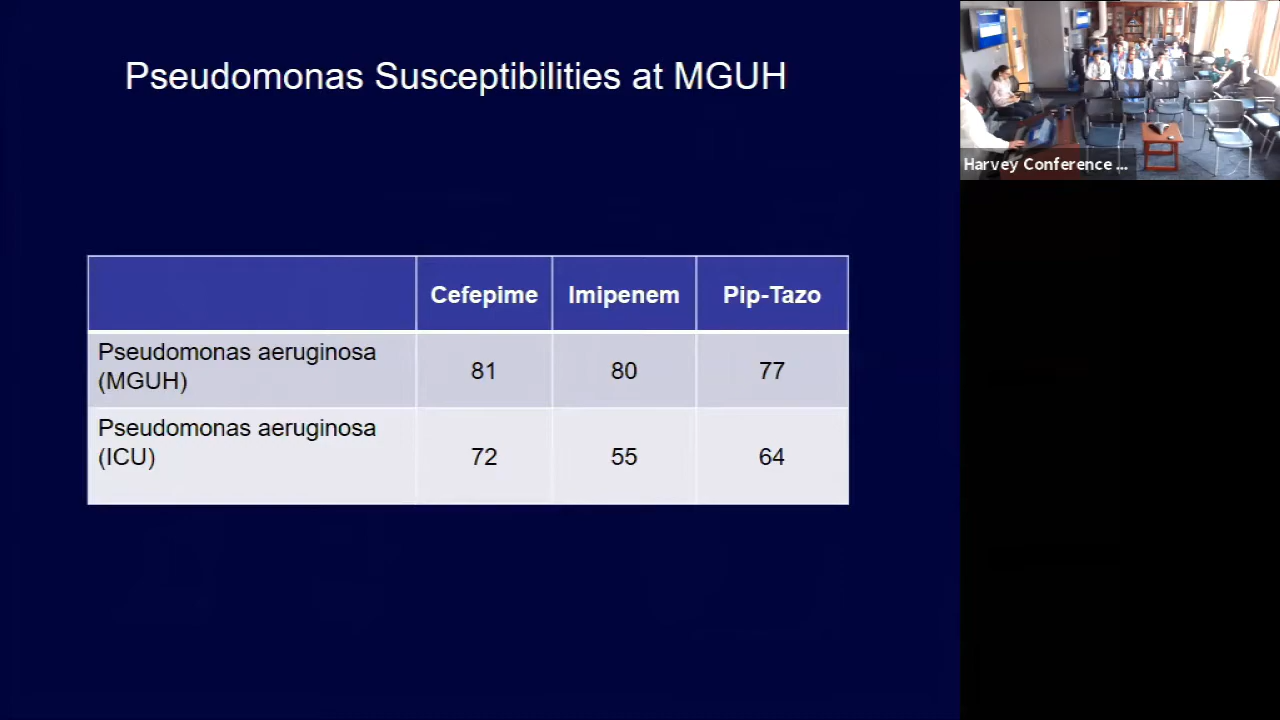 Pseudomonas Susceptibilities at MGUH
Harvey Conference ...
Cefepime Imipenem Pip-Tazo
Pseudomonas aeruginosa
(MGUH) 81 80 77
Pseudomonas aeruginosa
(ICU) 72 55 64